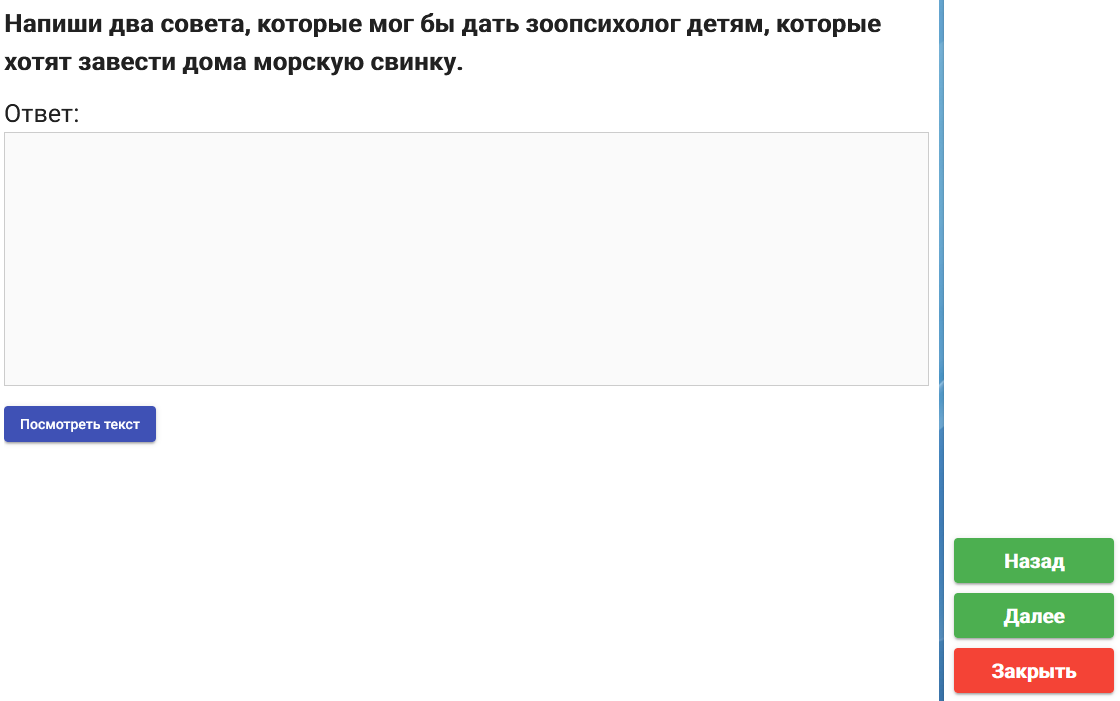 Напиши два совета, которые мог бы дать зоопсихолог детям, которые
хотят завести дома морскую свинку.
Ответ:
Посмотреть текст
Назад
Далее
Закрыть